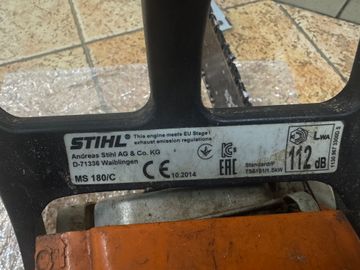 STIHL® This engine meets EU Stage I
exhaust emission regulations
Andreas Stihl AG & Co. KG
D-71336 Waiblingen
MS 180/C
CE 10.2014
EAC
LWA
112 dB